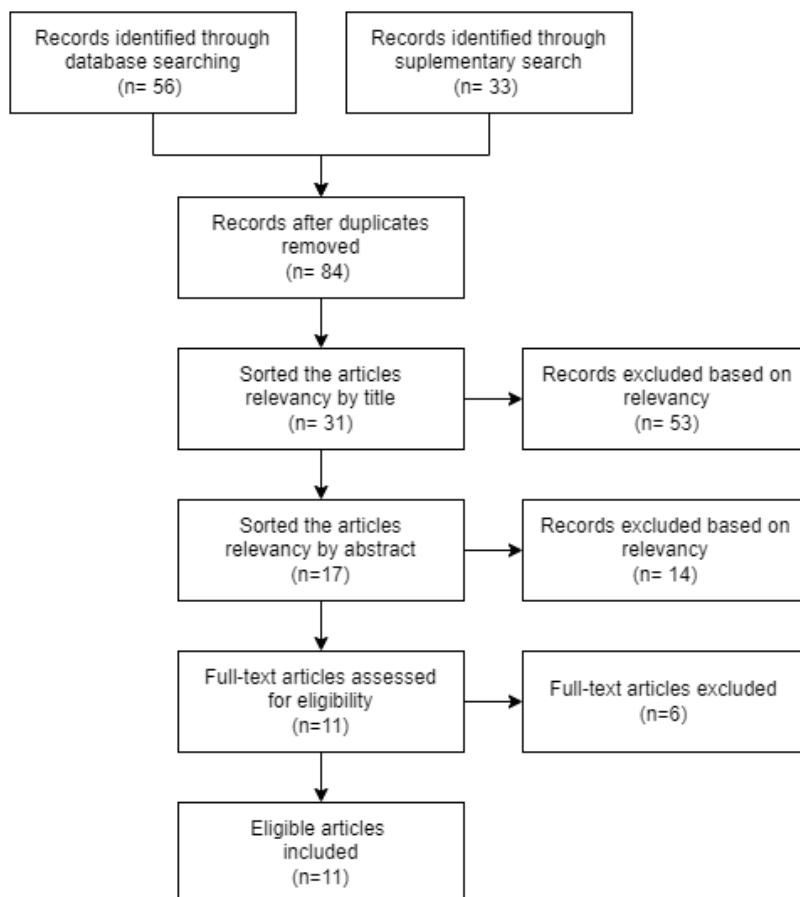 Records identified through
database searching
(n= 56)
Records identified through
suplementary search
(n= 33)
Records after duplicates
removed
(n= 84)
Sorted the articles
relevancy by title
(n= 31)
Records excluded based on
relevancy
(n= 53)
Sorted the articles
relevancy by abstract
(n=17)
Records excluded based on
relevancy
(n= 14)
Full-text articles assessed
for eligibility
(n=11)
Full-text articles excluded
(n=6)
Eligible articles
included
(n=11)